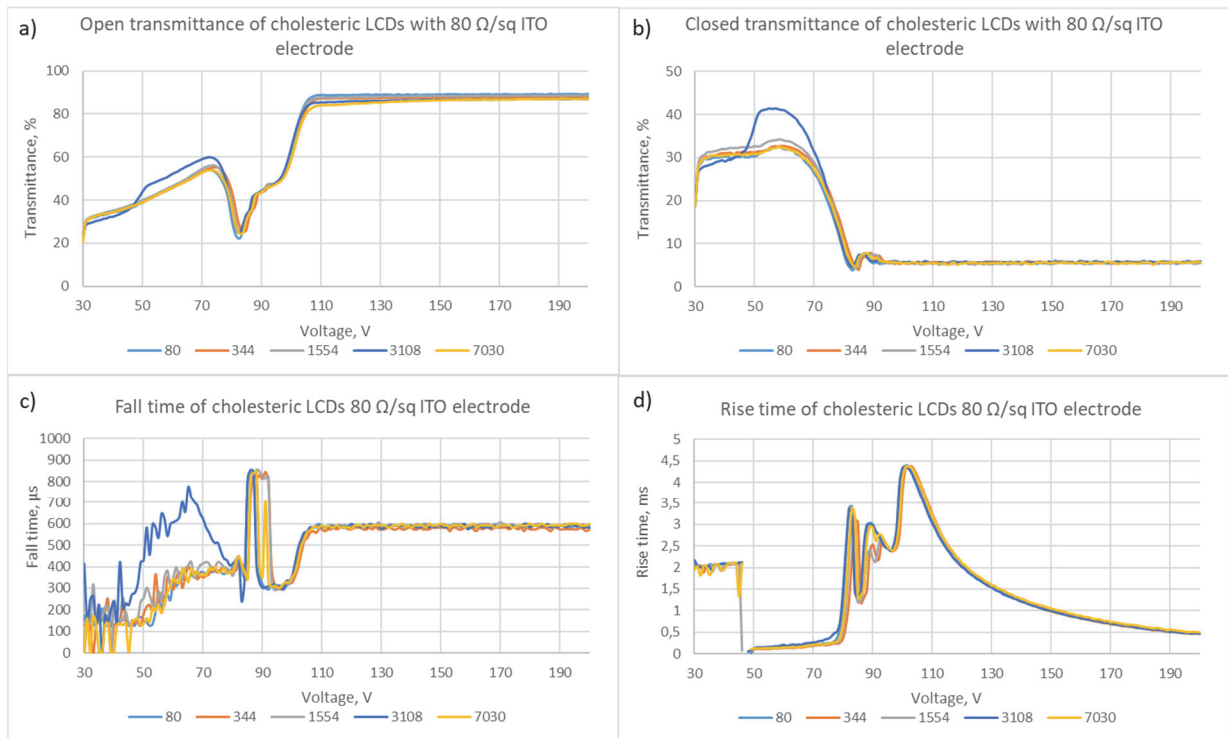 a)
Open transmittance of cholesteric LCDs with 80 Ω/sq ITO
electrode
Transmittance, %
100
80
60
40
20
0
30 50 70 90 110 130 150 170 190
Voltage, V
80 344 1554 3108 7030
b)
Closed transmittance of cholesteric LCDs with 80 Ω/sq ITO
electrode
Transmittance, %
50
40
30
20
10
0
30 50 70 90 110 130 150 170 190
Voltage, V
80 344 1554 3108 7030
c)
Fall time of cholesteric LCDs 80 Ω/sq ITO electrode
Fall time, µs
1000
900
800
700
600
500
400
300
200
100
0
30 50 70 90 110 130 150 170 190
Voltage, V
80 344 1554 3108 7030
d)
Rise time of cholesteric LCDs 80 Ω/sq ITO electrode
Rise time, ms
5
4,5
4
3,5
3
2,5
2
1,5
1
0,5
0
30 50 70 90 110 130 150 170 190
Voltage, V
80 344 1554 3108 7030